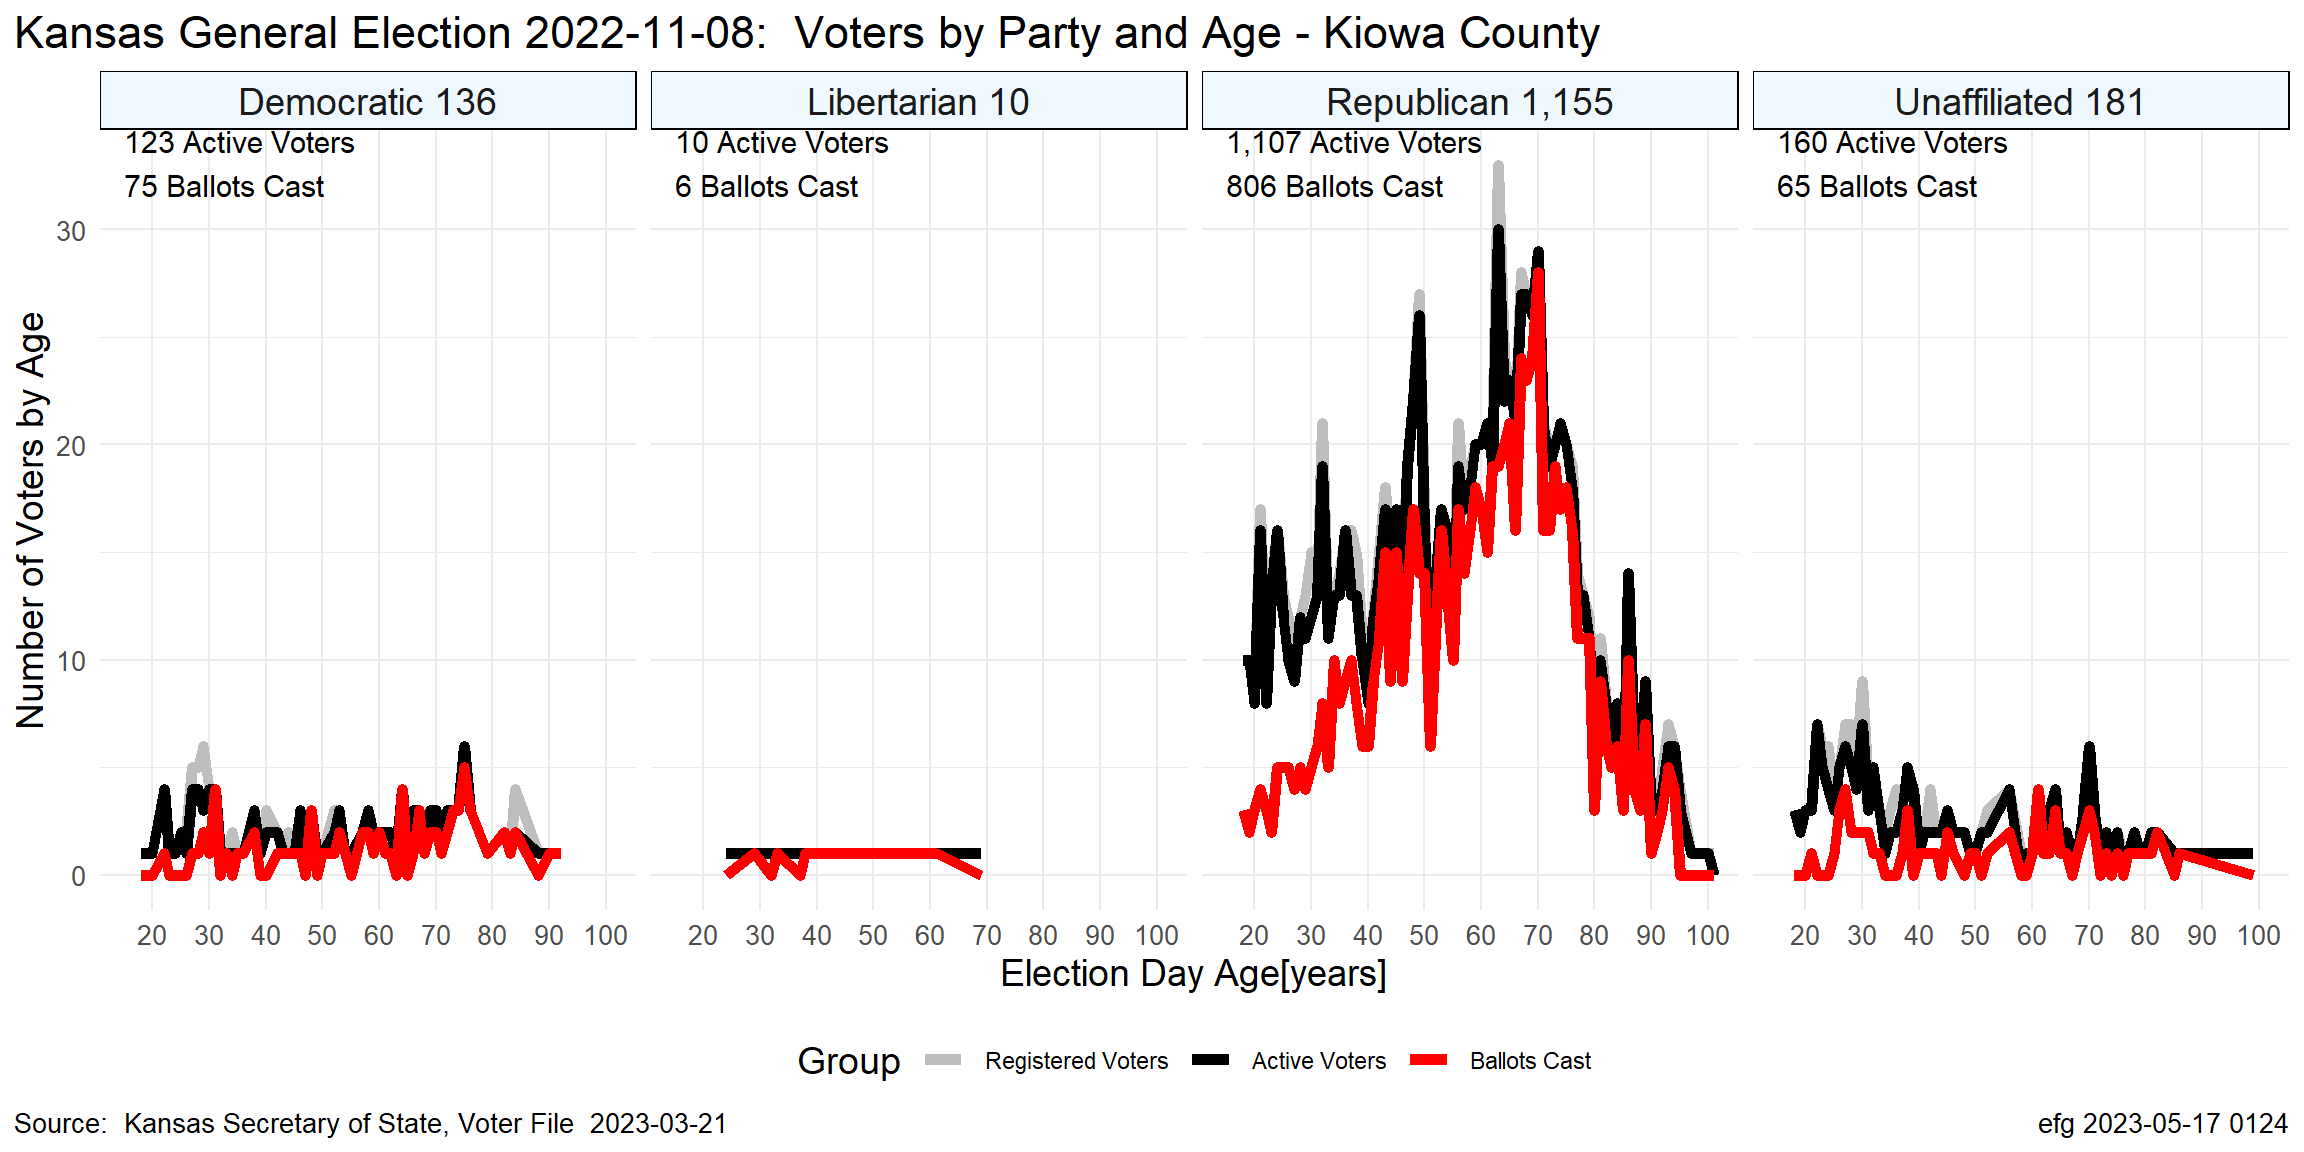 Kansas General Election 2022-11-08:  Voters by Party and Age - Kiowa County
Democratic 136
Libertarian 10
Republican 1,155
Unaffiliated 181
123 Active Voters
75 Ballots Cast
10 Active Voters
6 Ballots Cast
1,107 Active Voters
806 Ballots Cast
160 Active Voters
65 Ballots Cast
Number of Voters by Age
30
20
10
0
20 30 40 50 60 70 80 90 100
20 30 40 50 60 70 80 90 100
20 30 40 50 60 70 80 90 100
20 30 40 50 60 70 80 90 100
Election Day Age[years]
Group Registered Voters Active Voters Ballots Cast
Source:  Kansas Secretary of State, Voter File  2023-03-21
efg 2023-05-17 0124